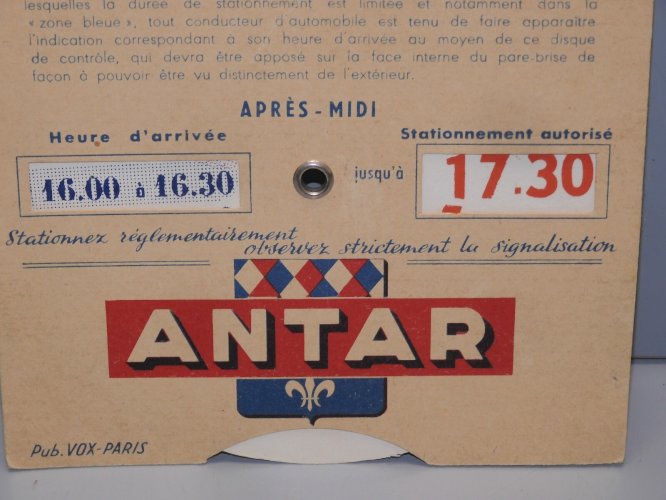 lesquelles la durée de stationnement est limitée et notamment dans la
« zone bleue », tout conducteur d'automobile est tenu de faire apparaître
l'indication correspondant à son heure d'arrivée au moyen de ce disque
de contrôle, qui devra être apposé sur la face interne du pare-brise de
façon à pouvoir être vu distinctement de l'extérieur.
APRÈS-MIDI
Heure d'arrivée
Stationnement autorisé
16.00 à 16.30
jusqu'à
17.30
Stationnez réglementairement
observez strictement la signalisation
ANTAR
Pub. VOX-PARIS